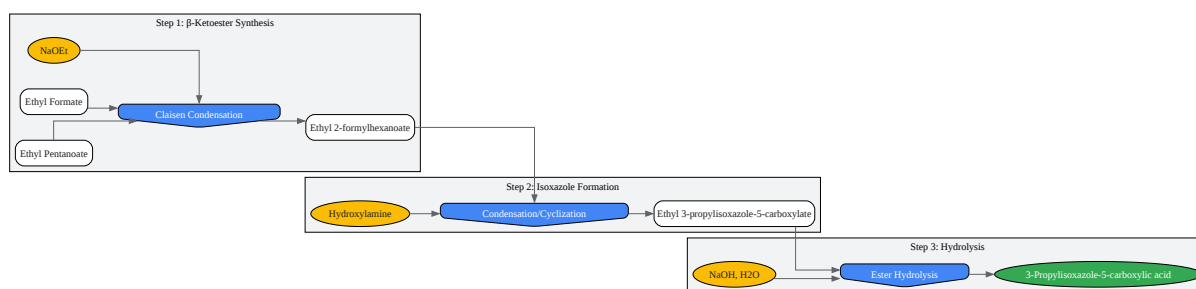 Step 1: β-Ketoester Synthesis
NaOEt
Ethyl Formate
Claisen Condensation
Ethyl 2-formylhexanoate
Ethyl Pentanoate
Step 2: Isoxazole Formation
Hydroxylamine
Condensation/Cyclization
Ethyl 3-propylisoxazole-5-carboxylate
Step 3: Hydrolysis
NaOH, H2O
Ester Hydrolysis
3-Propylisoxazole-5-carboxylic acid